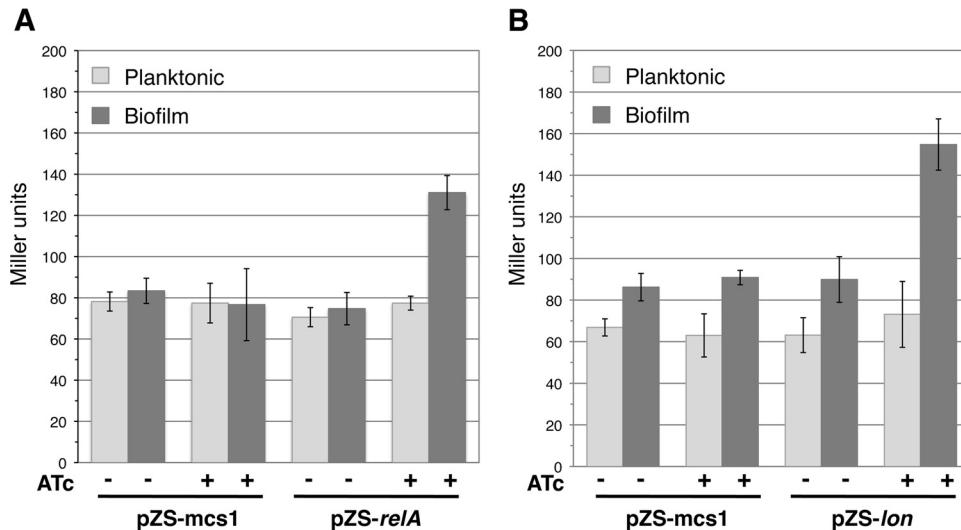 A
200
180
160
140
120
100
80
60
40
20
0
Miller units
Planktonic
Biofilm
ATc - - + + - - + +
pZS-mcs1 pZS-relA
B
200
180
160
140
120
100
80
60
40
20
0
Miller units
Planktonic
Biofilm
ATc - - + + - - + +
pZS-mcs1 pZS-lon